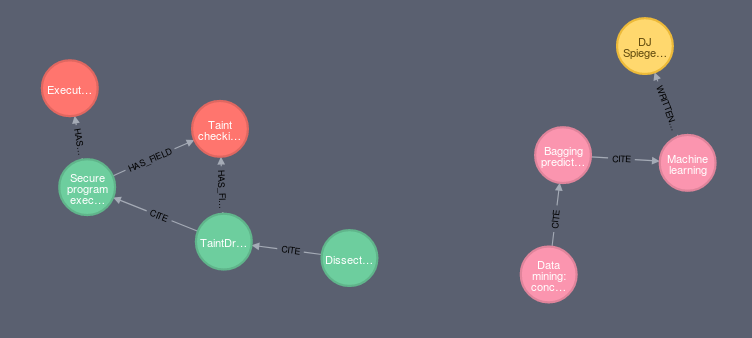 DJ
Spiege...
Execut...
WRITTEN...
HAS...
Taint
checki...
HAS_FIELD
Bagging
predict...
CITE
Machine
learning
Secure
program
exec...
HAS_FI...
CITE
CITE
TaintDr...
CITE
Dissect...
Data
mining:
conc...